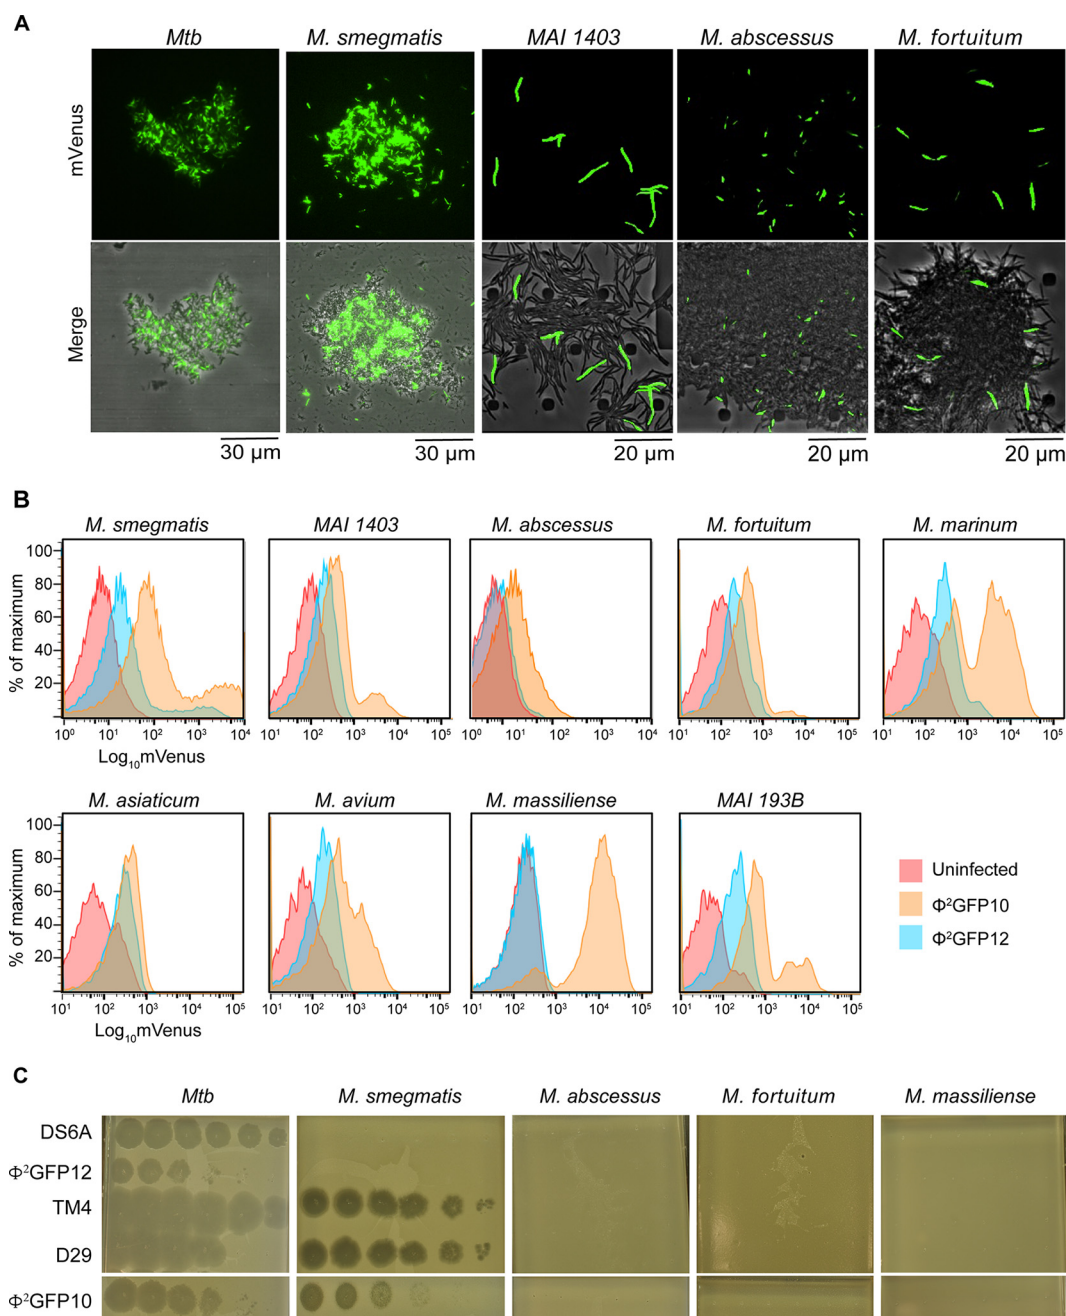 A
Mtb M. smegmatis MAI 1403 M. abscessus M. fortuitum
mVenus
Merge
30 µm 30 µm 20 µm 20 µm 20 µm
B
M. smegmatis MAI 1403 M. abscessus M. fortuitum M. marinum
% of maximum
100
80
60
40
20
10⁰ 10¹ 10² 10³ 10⁴ 10¹ 10² 10³ 10⁴ 10⁵ 10⁰ 10¹ 10² 10³ 10⁴ 10¹ 10² 10³ 10⁴ 10⁵ 10¹ 10² 10³ 10⁴ 10⁵
Log₁₀mVenus
M. asiaticum M. avium M. massiliense MAI 193B
% of maximum
100
80
60
40
20
10¹ 10² 10³ 10⁴ 10⁵ 10¹ 10² 10³ 10⁴ 10⁵ 10¹ 10² 10³ 10⁴ 10⁵ 10¹ 10² 10³ 10⁴ 10⁵
Log₁₀mVenus
Uninfected
Φ²GFP10
Φ²GFP12
C
Mtb M. smegmatis M. abscessus M. fortuitum M. massiliense
DS6A
Φ²GFP12
TM4
D29
Φ²GFP10